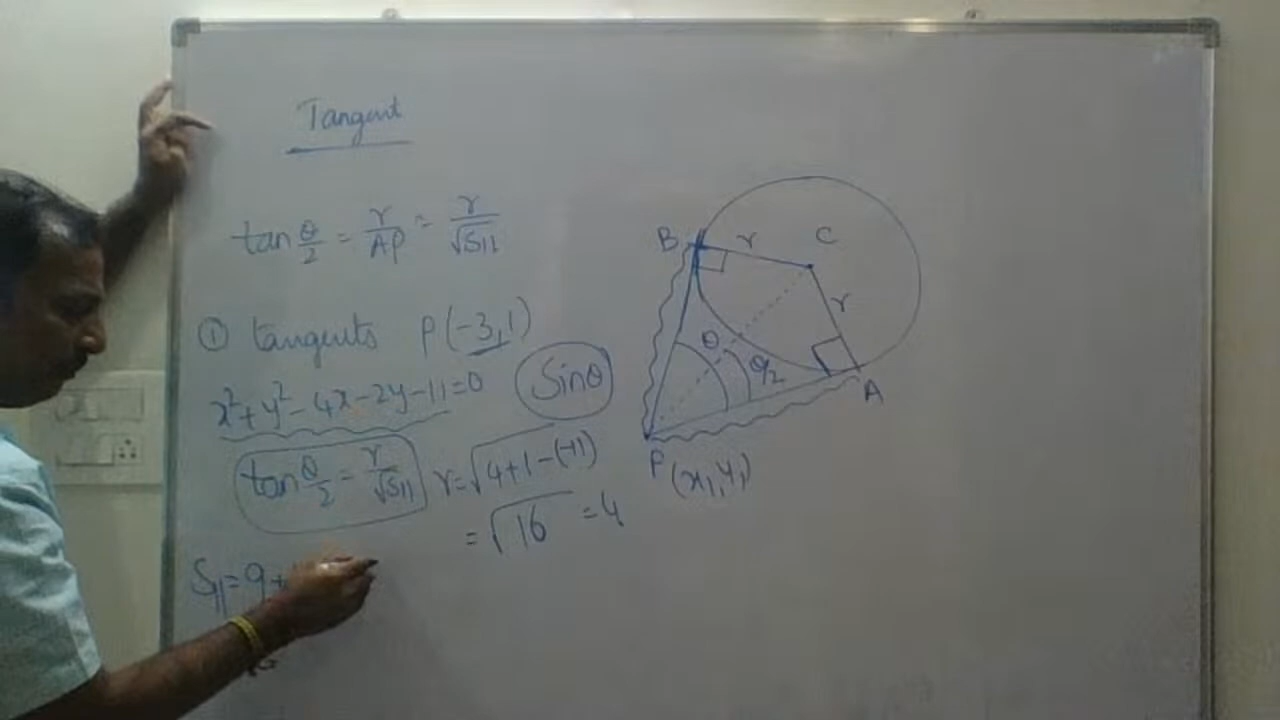 Tangent
tan θ/2 = r/AP = r/√S11
① tangents P(-3,1)
x²+y²-4x-2y-11=0
Sinθ
tan θ/2 = r/√S11
r=√4+1-(-11)
= √16 = 4
S11=9+
B
r
C
r
θ
θ/2
A
P(x1,y1)